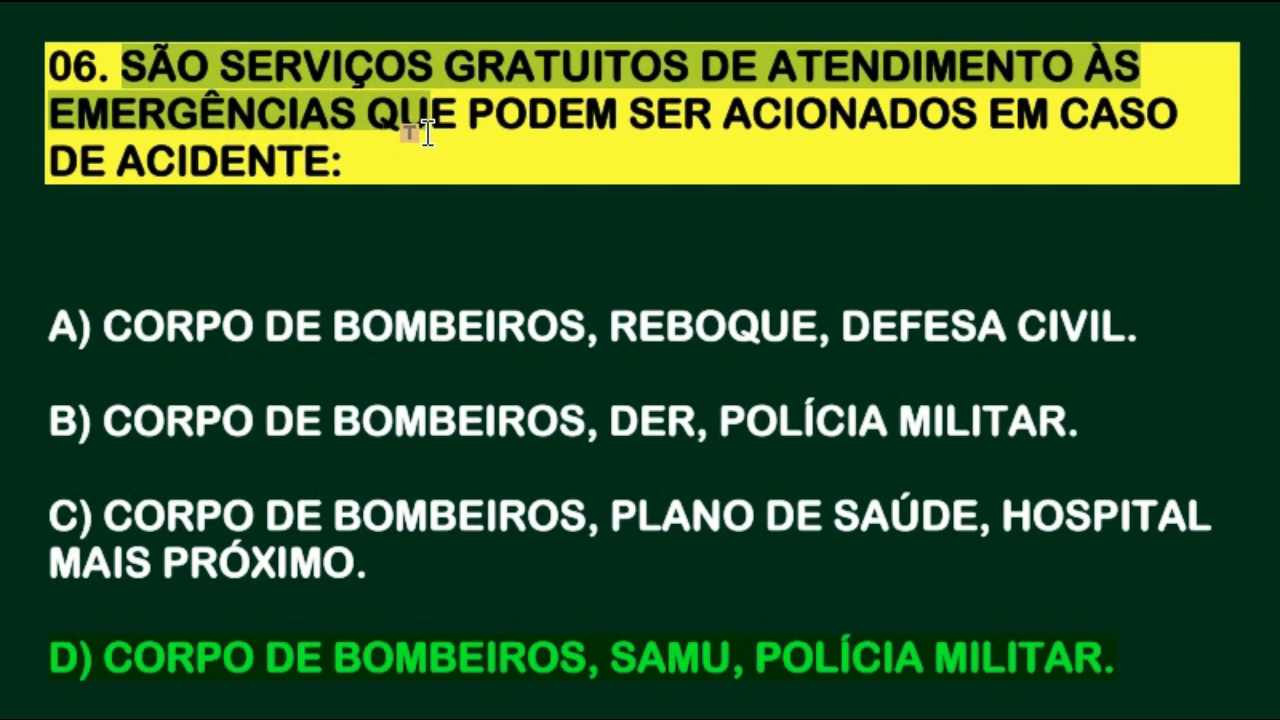 06. SÃO SERVIÇOS GRATUITOS DE ATENDIMENTO ÀS
EMERGÊNCIAS QUE PODEM SER ACIONADOS EM CASO
DE ACIDENTE:
A) CORPO DE BOMBEIROS, REBOQUE, DEFESA CIVIL.
B) CORPO DE BOMBEIROS, DER, POLÍCIA MILITAR.
C) CORPO DE BOMBEIROS, PLANO DE SAÚDE, HOSPITAL
MAIS PRÓXIMO.
D) CORPO DE BOMBEIROS, SAMU, POLÍCIA MILITAR.